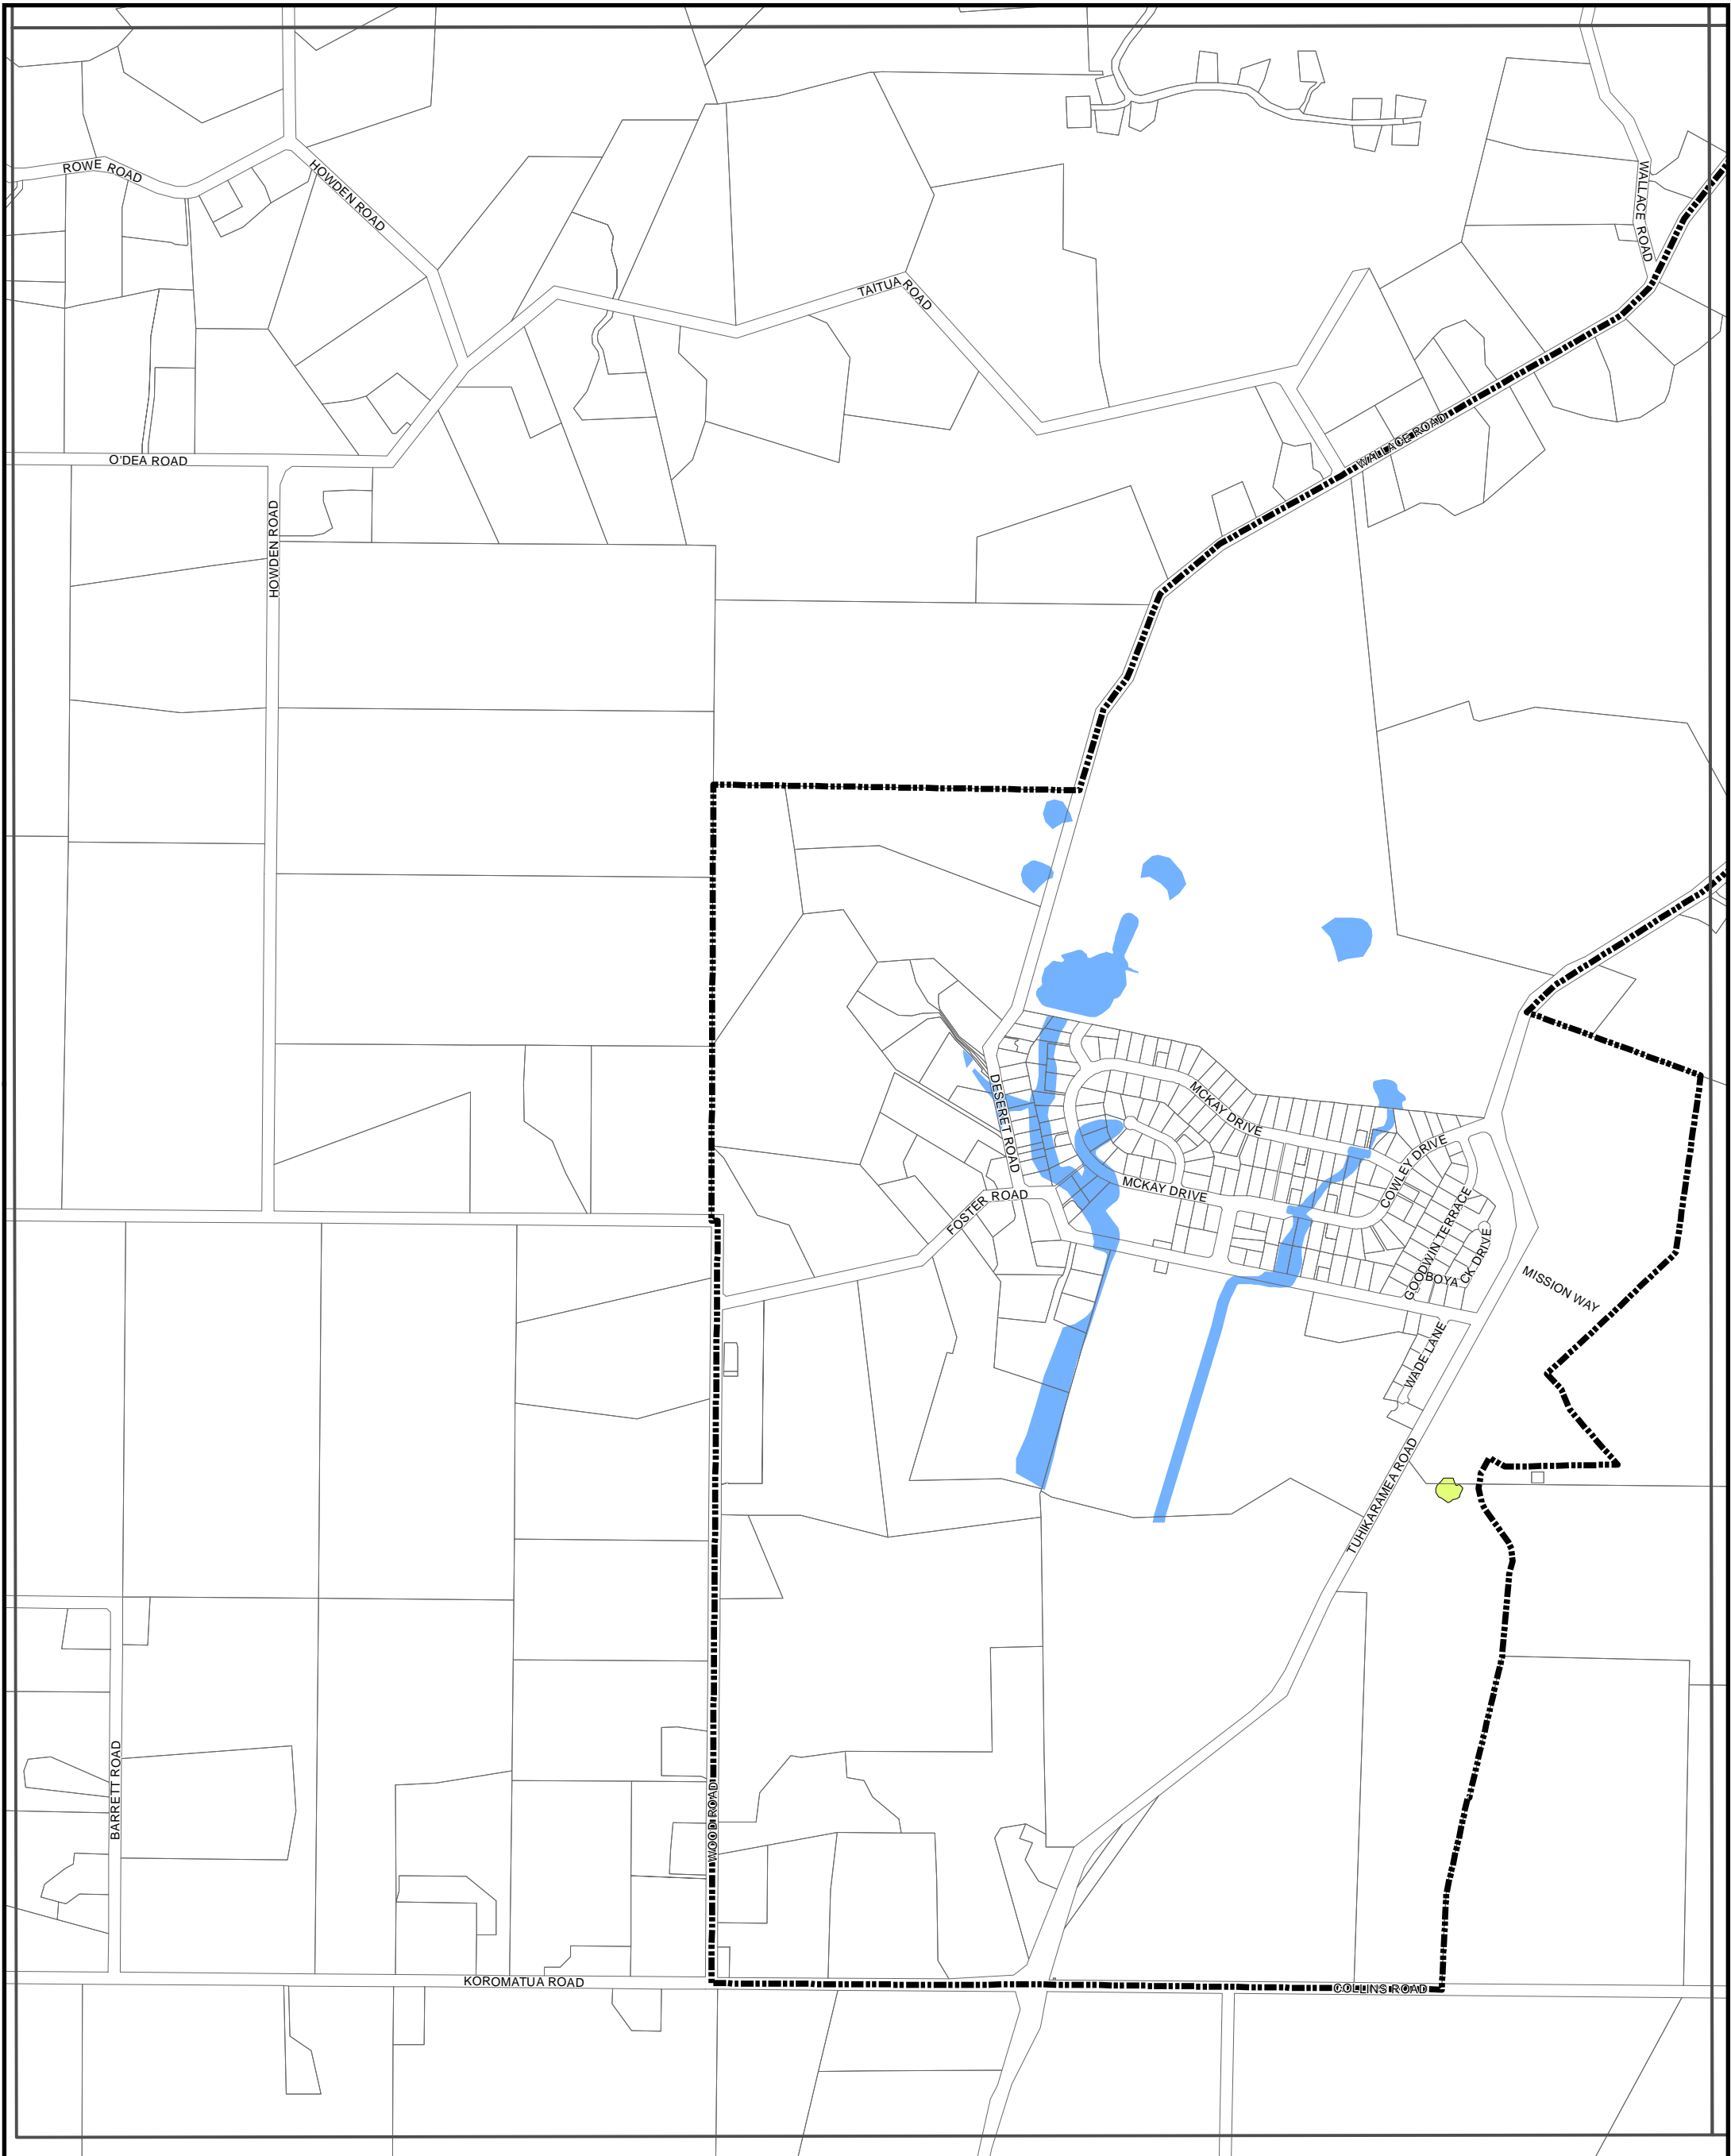 ROWE ROAD
HOWDEN ROAD
WALLACE ROAD
TAITUA ROAD
WALLACE ROAD
O'DEA ROAD
HOWDEN ROAD
DESERET ROAD
MCKAY DRIVE
COWLEY DRIVE
MCKAY DRIVE
FOSTER ROAD
GOODWIN TERRACE
BOYACK DRIVE
MISSION WAY
WADE LANE
TUHIKARAMEA ROAD
BARRETT ROAD
WOOD ROAD
KOROMATUA ROAD
COLLINS ROAD